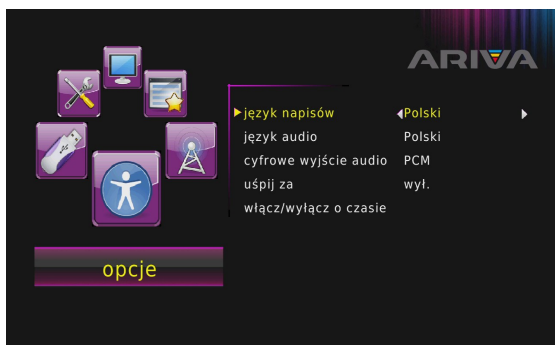 ARIVA
język napisów Polski
język audio Polski
cyfrowe wyjście audio PCM
uśpij za wył.
włącz/wyłącz o czasie
opcje